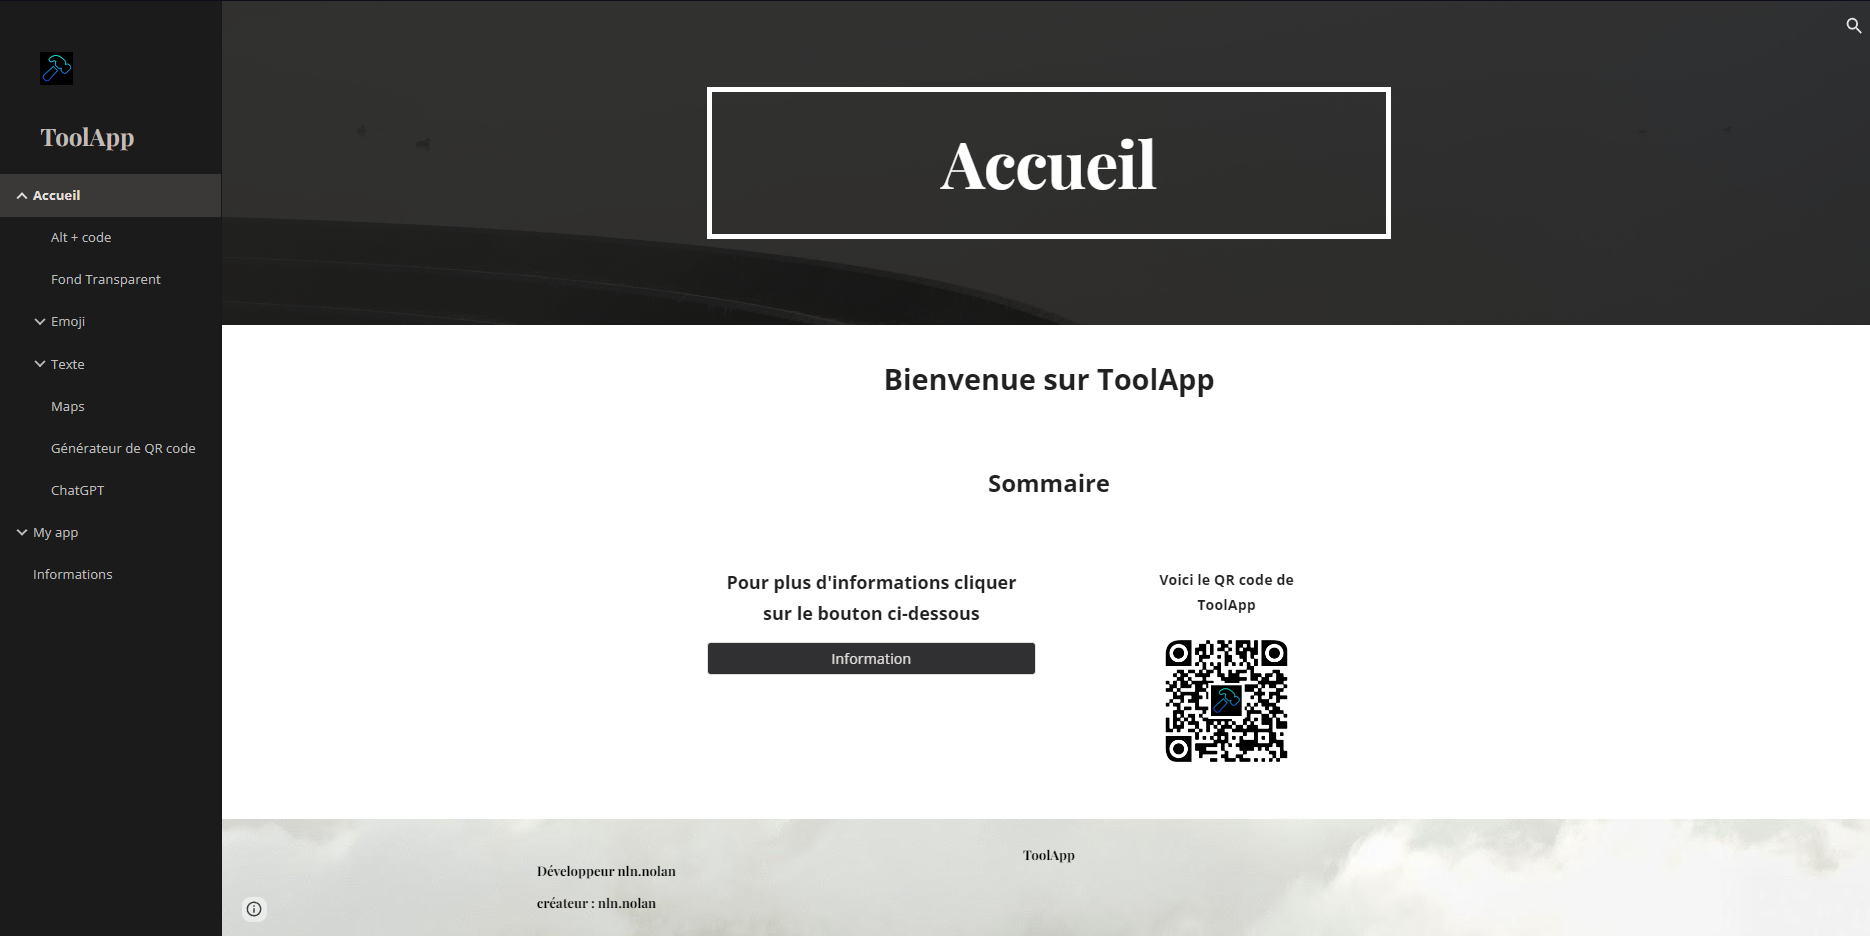 ToolApp
Accueil
Alt + code
Fond Transparent
Emoji
Texte
Maps
Générateur de QR code
ChatGPT
My app
Informations
Accueil
Bienvenue sur ToolApp
Sommaire
Pour plus d'informations cliquer
sur le bouton ci-dessous
Information
Voici le QR code de
ToolApp
Développeur nln.nolan
créateur : nln.nolan
ToolApp